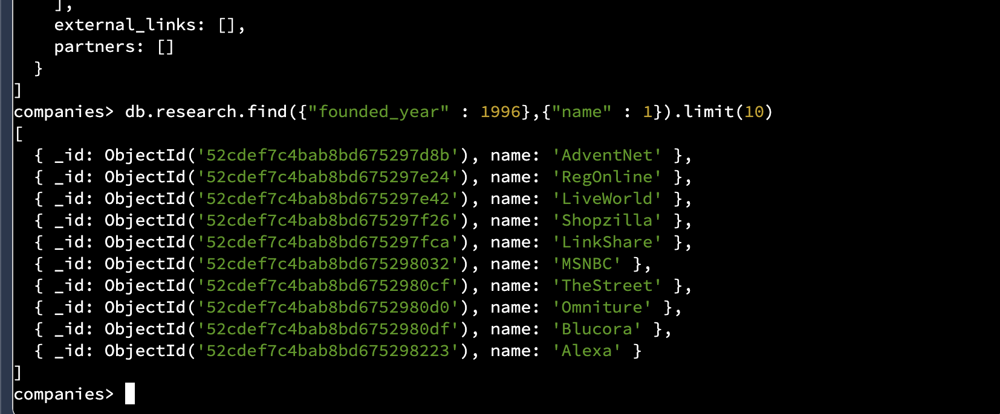 ],
external_links: [],
partners: []
}
]
companies> db.research.find({"founded_year" : 1996},{"name" : 1}).limit(10)
[
{ _id: ObjectId('52cdef7c4bab8bd675297d8b'), name: 'AdventNet' },
{ _id: ObjectId('52cdef7c4bab8bd675297e24'), name: 'RegOnline' },
{ _id: ObjectId('52cdef7c4bab8bd675297e42'), name: 'LiveWorld' },
{ _id: ObjectId('52cdef7c4bab8bd675297f26'), name: 'Shopzilla' },
{ _id: ObjectId('52cdef7c4bab8bd675297fca'), name: 'LinkShare' },
{ _id: ObjectId('52cdef7c4bab8bd675298032'), name: 'MSNBC' },
{ _id: ObjectId('52cdef7c4bab8bd6752980cf'), name: 'TheStreet' },
{ _id: ObjectId('52cdef7c4bab8bd6752980d0'), name: 'Omniture' },
{ _id: ObjectId('52cdef7c4bab8bd6752980df'), name: 'Blucora' },
{ _id: ObjectId('52cdef7c4bab8bd675298223'), name: 'Alexa' }
]
companies>